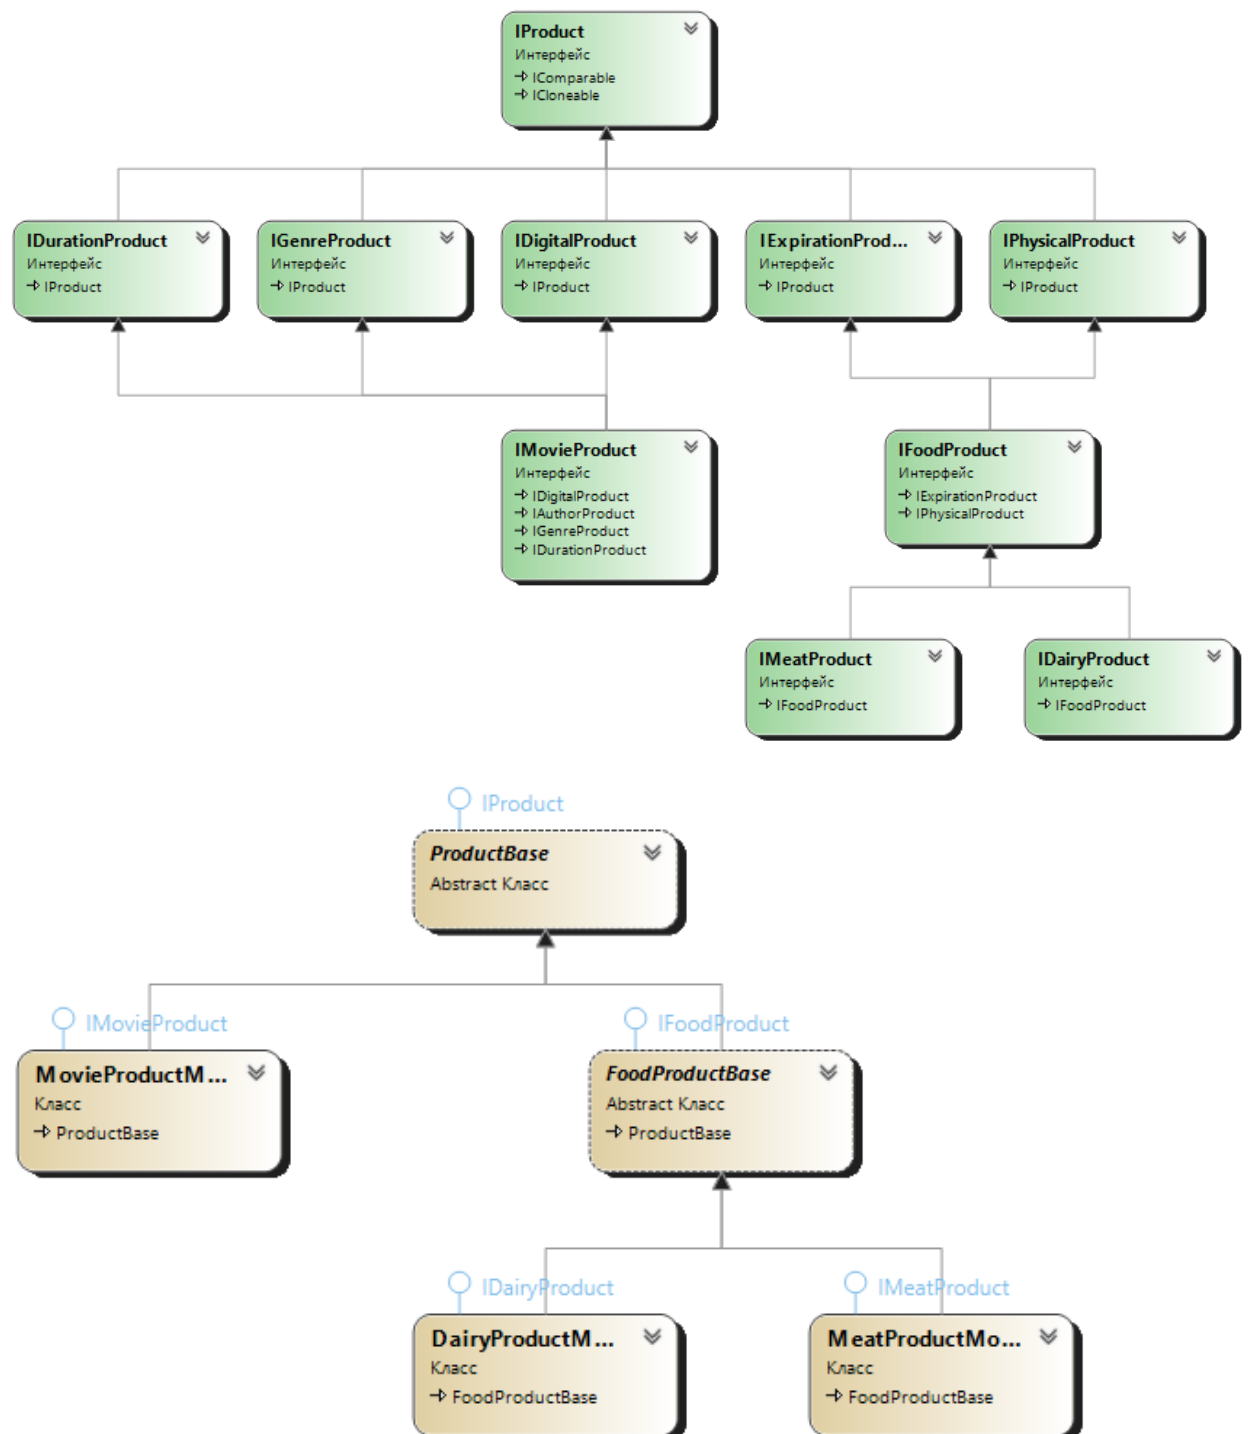 IProduct
Интерфейс
IComparable
ICloneable
IDurationProduct
Интерфейс
IProduct
IGenreProduct
Интерфейс
IProduct
IDigitalProduct
Интерфейс
IProduct
IExpirationProd...
Интерфейс
IProduct
IPhysicalProduct
Интерфейс
IProduct
IMovieProduct
Интерфейс
IDigitalProduct
IAuthorProduct
IGenreProduct
IDurationProduct
IFoodProduct
Интерфейс
IExpirationProduct
IPhysicalProduct
IMeatProduct
Интерфейс
IFoodProduct
IDairyProduct
Интерфейс
IFoodProduct
IProduct
ProductBase
Abstract Класс
IMovieProduct
MovieProductM...
Класс
ProductBase
IFoodProduct
FoodProductBase
Abstract Класс
ProductBase
IDairyProduct
DairyProductM...
Класс
FoodProductBase
IMeatProduct
MeatProductMo...
Класс
FoodProductBase